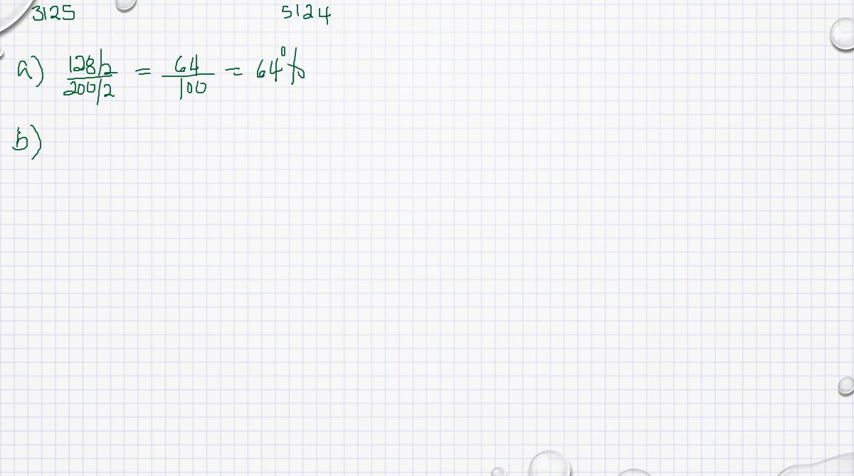 3125 5124
a) 128/2 / 200/2 = 64/100 = 64%
b)